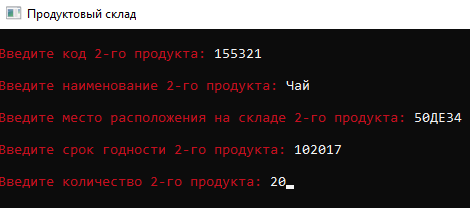 Продуктовый склад
Введите код 2-го продукта: 155321
Введите наименование 2-го продукта: Чай
Введите место расположения на складе 2-го продукта: 50ДЕ34
Введите срок годности 2-го продукта: 102017
Введите количество 2-го продукта: 20